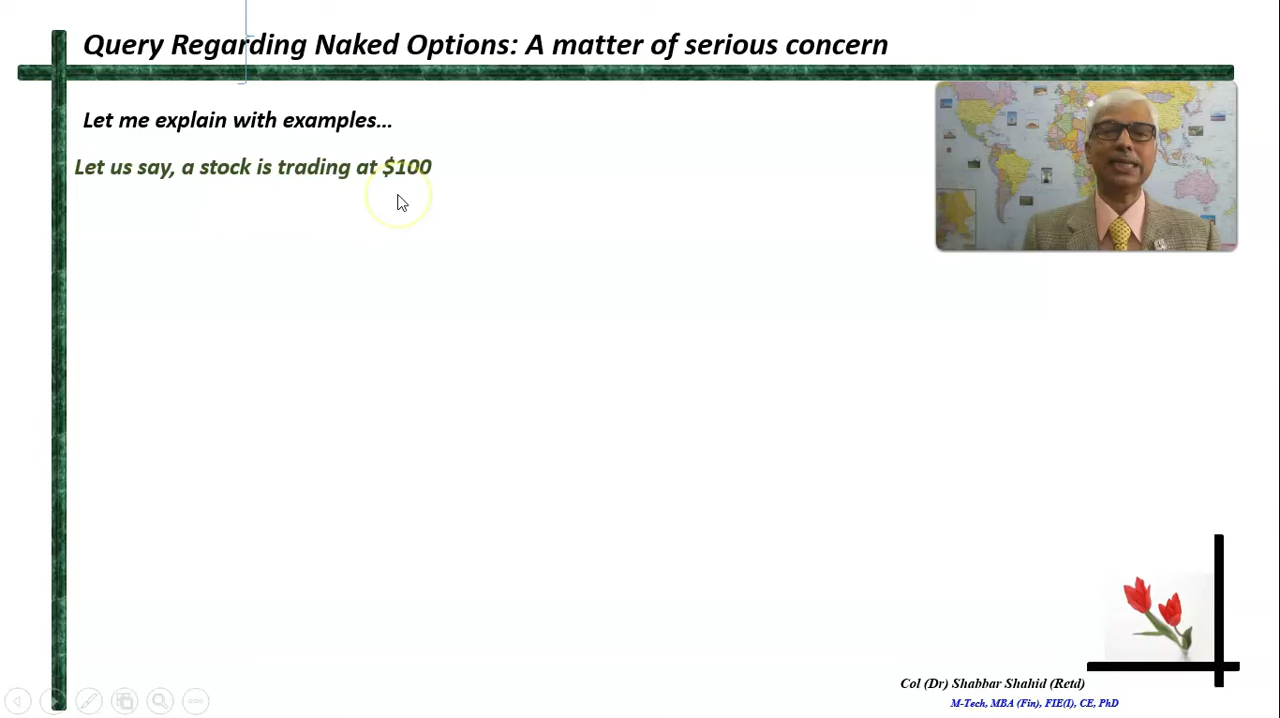 Query Regarding Naked Options: A matter of serious concern
Let me explain with examples...
Let us say, a stock is trading at $100
Col (Dr) Shabbar Shahid (Retd)
M-Tech, MBA (Fin), FIE(I), CE, PhD